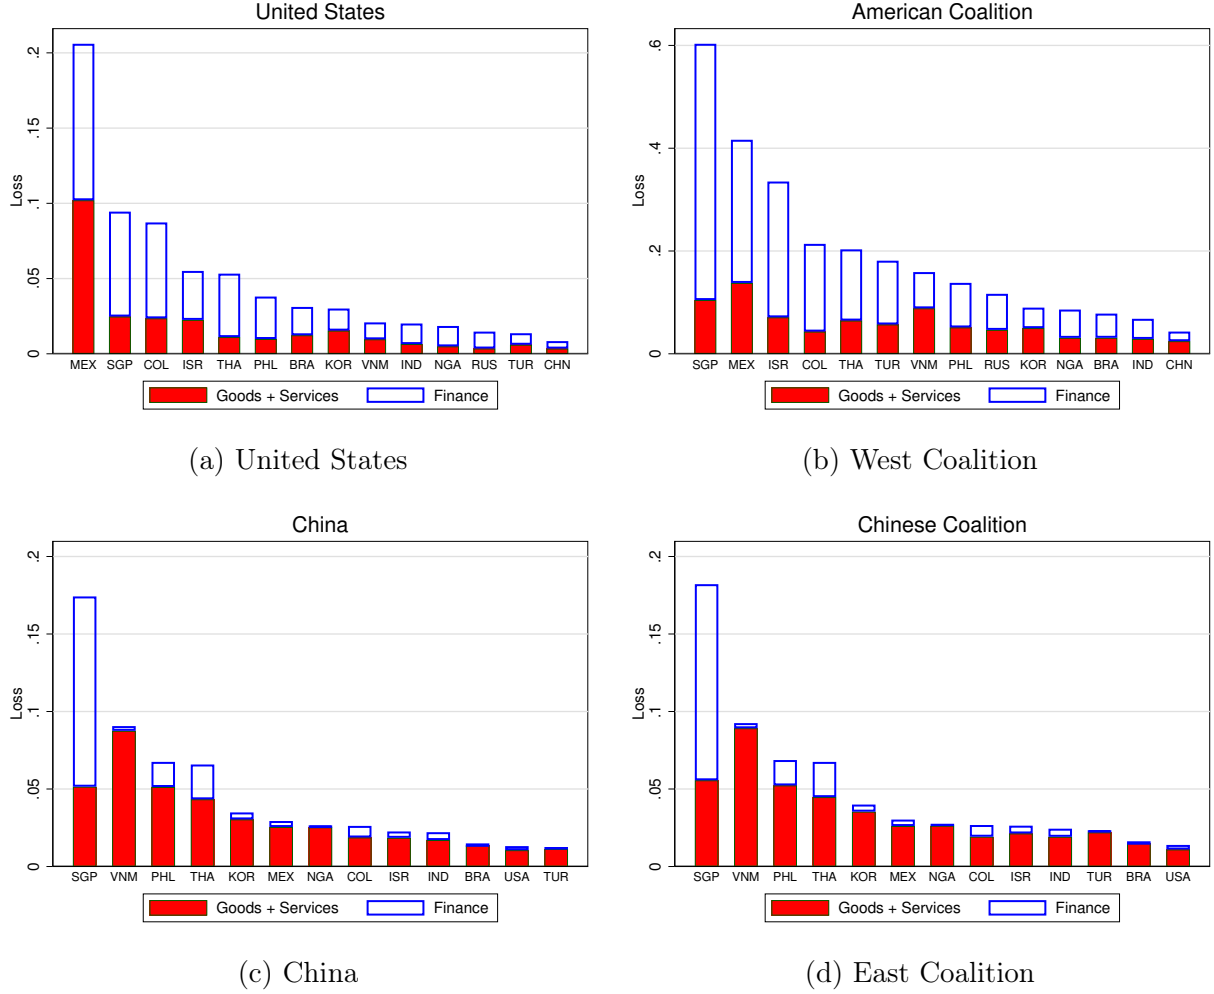 United States
Loss
.2
.15
.1
.05
0
MEX SGP COL ISR THA PHL BRA KOR VNM IND NGA RUS TUR CHN
Goods + Services Finance
(a) United States
American Coalition
Loss
.6
.4
.2
0
SGP MEX ISR COL THA TUR VNM PHL RUS KOR NGA BRA IND CHN
Goods + Services Finance
(b) West Coalition
China
Loss
.2
.15
.1
.05
0
SGP VNM PHL THA KOR MEX NGA COL ISR IND BRA USA TUR
Goods + Services Finance
(c) China
Chinese Coalition
Loss
.2
.15
.1
.05
0
SGP VNM PHL THA KOR MEX NGA COL ISR IND TUR BRA USA
Goods + Services Finance
(d) East Coalition